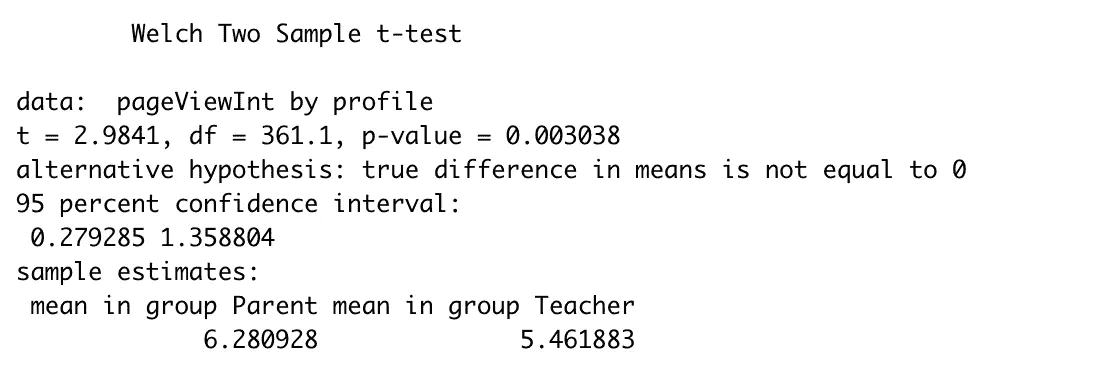 Welch Two Sample t-test
data:  pageViewInt by profile
t = 2.9841, df = 361.1, p-value = 0.003038
alternative hypothesis: true difference in means is not equal to 0
95 percent confidence interval:
 0.279285 1.358804
sample estimates:
 mean in group Parent mean in group Teacher
             6.280928              5.461883